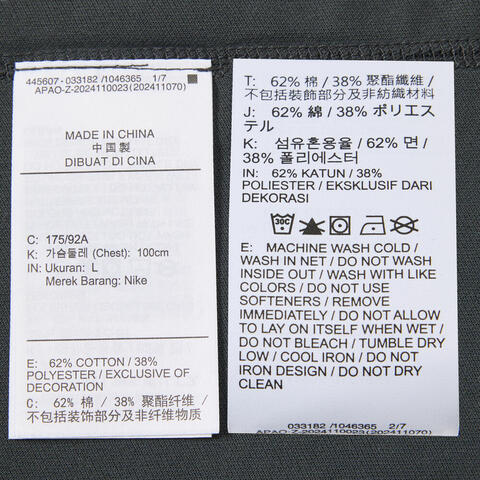 445607-033182 /1046365 1/7
APAO-Z-2024110023(202411070)
MADE IN CHINA
中国製
DIBUAT DI CINA
C: 175/92A
K: 가슴둘레 (Chest): 100cm
IN: Ukuran: L
Merek Barang: Nike
E: 62% COTTON / 38%
POLYESTER / EXCLUSIVE OF
DECORATION
C: 62% 棉 / 38% 聚酯纤维 /
不包括装饰部分及非纤维物质
T: 62% 棉 / 38% 聚酯纖維 /
不包括裝飾部分及非紡織材料
J: 62% 綿 / 38% ポリエス
テル
K: 섬유혼용율 / 62% 면 /
38% 폴리에스터
IN: 62% KATUN / 38%
POLIESTER / EKSKLUSIF DARI
DEKORASI
30C
E: MACHINE WASH COLD /
WASH IN NET / DO NOT WASH
INSIDE OUT / WASH WITH LIKE
COLORS / DO NOT USE
SOFTENERS / REMOVE
IMMEDIATELY / DO NOT ALLOW
TO LAY ON ITSELF WHEN WET /
DO NOT BLEACH / TUMBLE DRY
LOW / COOL IRON / DO NOT
IRON DESIGN / DO NOT DRY
CLEAN
033182 /1046365 2/7
APAO-Z-2024110023(202411070)